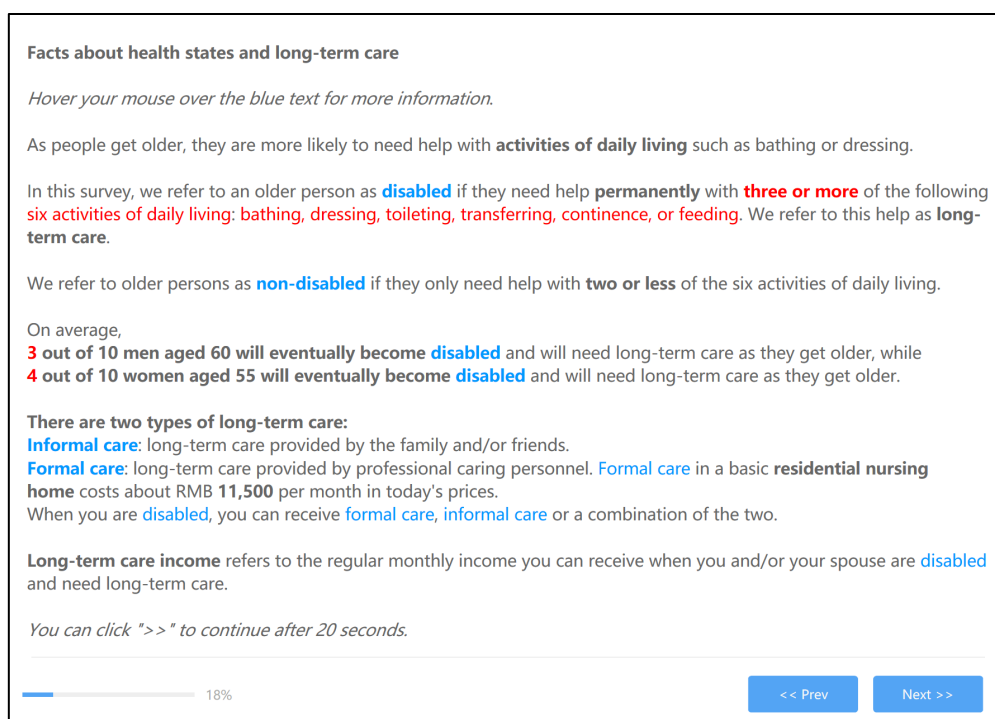 Facts about health states and long-term care
Hover your mouse over the blue text for more information.
As people get older, they are more likely to need help with activities of daily living such as bathing or dressing.
In this survey, we refer to an older person as disabled if they need help permanently with three or more of the following
six activities of daily living: bathing, dressing, toileting, transferring, continence, or feeding. We refer to this help as long-
term care.
We refer to older persons as non-disabled if they only need help with two or less of the six activities of daily living.
On average,
3 out of 10 men aged 60 will eventually become disabled and will need long-term care as they get older, while
4 out of 10 women aged 55 will eventually become disabled and will need long-term care as they get older.
There are two types of long-term care:
Informal care: long-term care provided by the family and/or friends.
Formal care: long-term care provided by professional caring personnel. Formal care in a basic residential nursing
home costs about RMB 11,500 per month in today's prices.
When you are disabled, you can receive formal care, informal care or a combination of the two.
Long-term care income refers to the regular monthly income you can receive when you and/or your spouse are disabled
and need long-term care.
You can click ">>" to continue after 20 seconds.
18%
<< Prev
Next >>